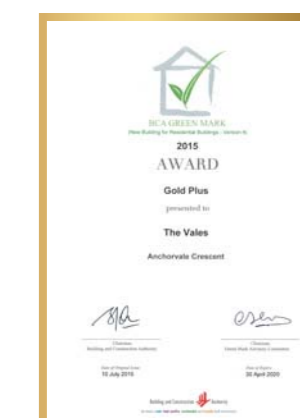 BCA GREEN MARK
(New Building for Residential Buildings - Version 4)
2015
AWARD
Gold Plus
presented to
The Vales
Anchorvale Crescent
Chairman
Building and Construction Authority
Chairman
Green Mark Advisory Committee
Date of Original Issue
10 July 2015
Date of Expiry
30 April 2020
Building and Construction Authority